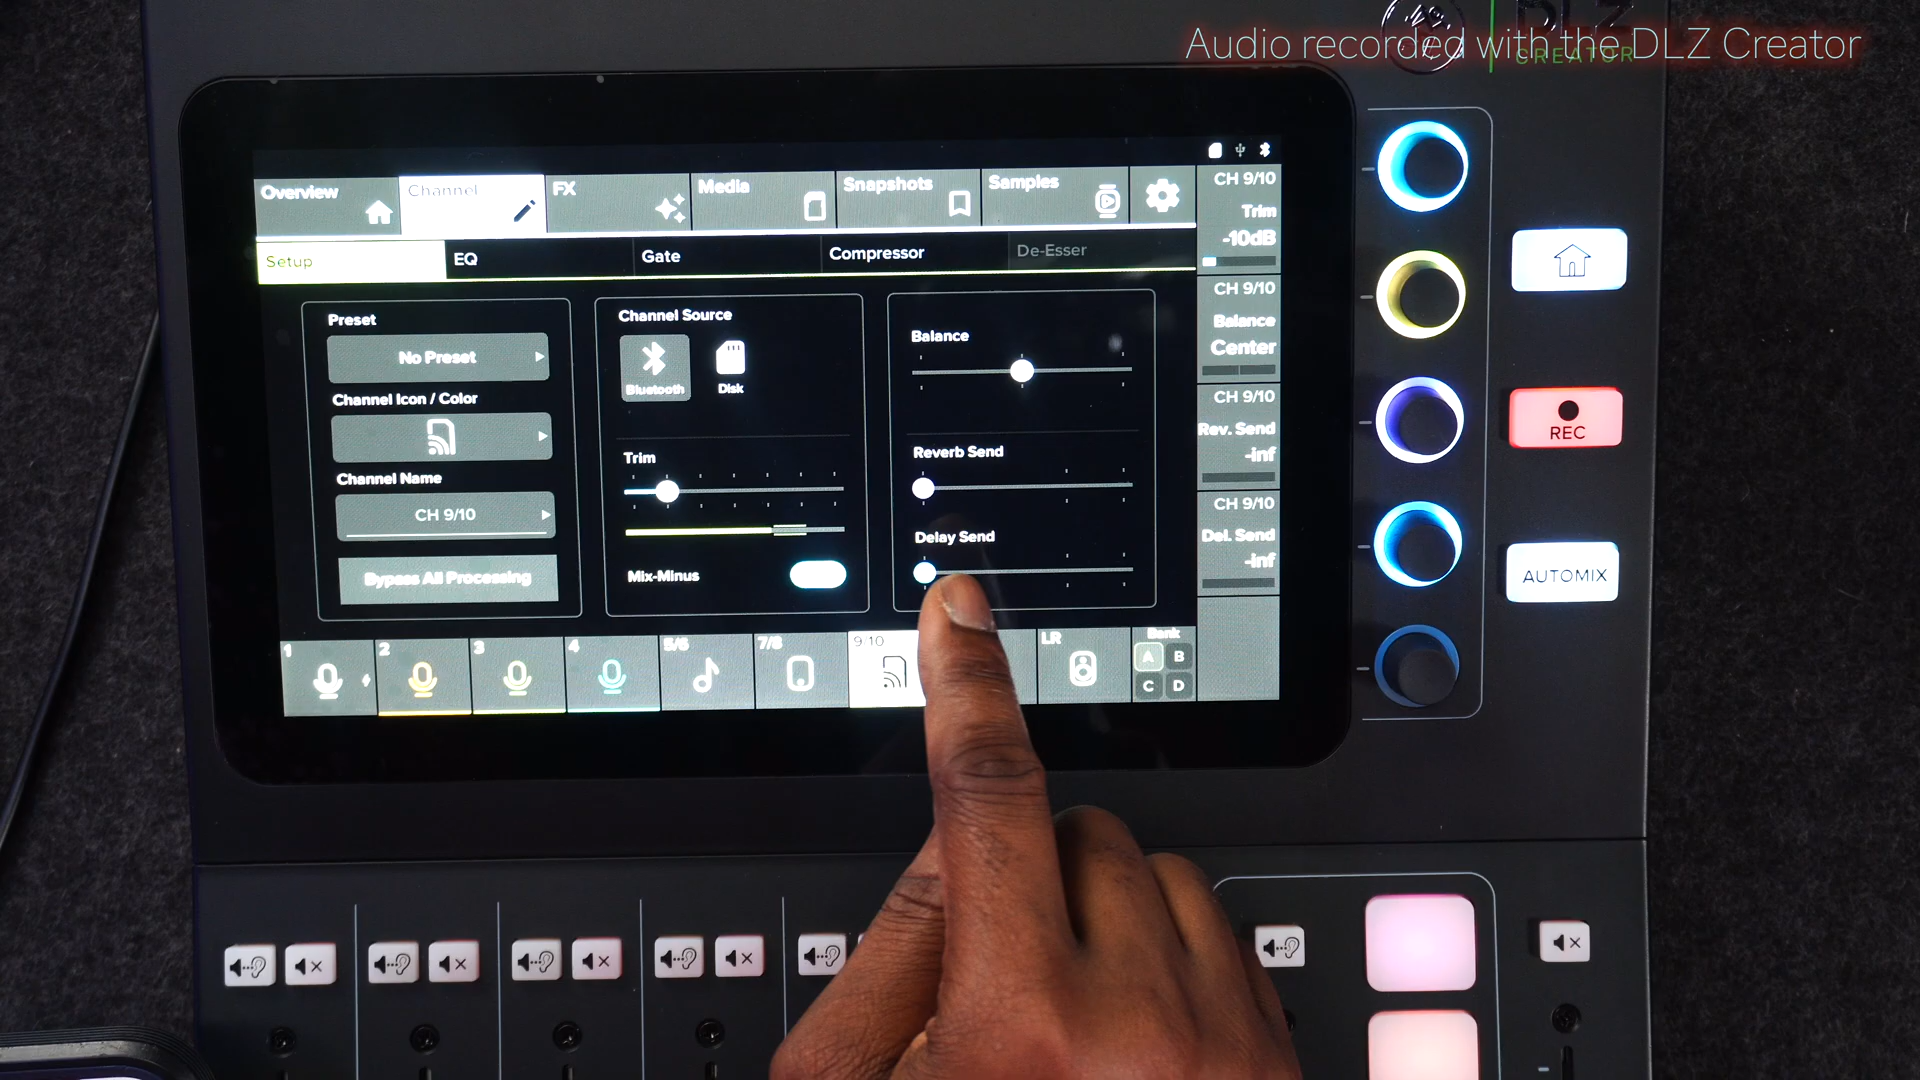 Audio recorded with the DLZ Creator
DLZ
CREATOR
Overview
Channel
FX
Media
Snapshots
Samples
Setup
EQ
Gate
Compressor
De-Esser
Preset
No Preset
Channel Icon / Color
Channel Name
CH 9/10
Bypass All Processing
Channel Source
Bluetooth
Disk
Trim
Mix-Minus
Balance
Reverb Send
Delay Send
CH 9/10
Trim
-10dB
CH 9/10
Balance
Center
CH 9/10
Rev. Send
-inf
CH 9/10
Del. Send
-inf
1
2
3
4
5/6
7/8
9/10
LR
Bank
A
B
C
D
REC
AUTOMIX